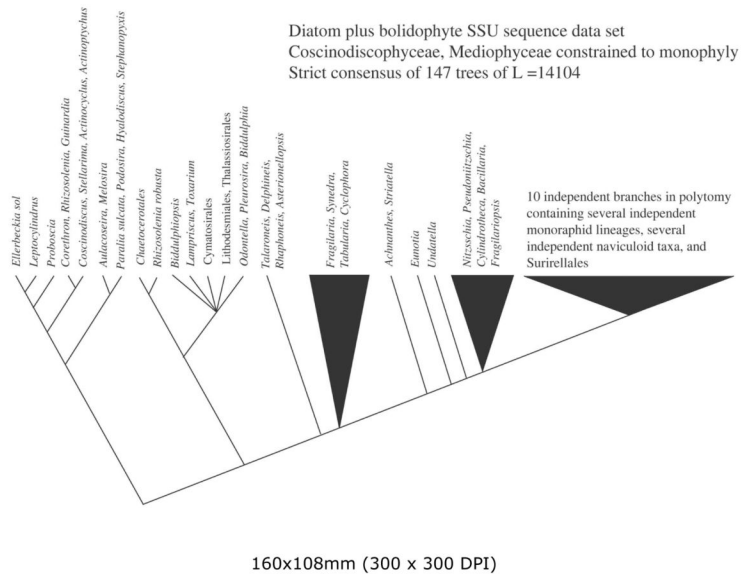 Diatom plus bolidophyte SSU sequence data set
Coscinodiscophyceae, Mediophyceae constrained to monophyly
Strict consensus of 147 trees of L =14104
Ellerbeckia sol
Leptocylindrus
Proboscia
Corethron, Rhizosolenia, Guinardia
Coscinodiscus, Stellarima, Actinocyclus, Actinoptychus
Aulacoseira, Melosira
Paralia sulcata, Podosira, Hyalodiscus, Stephanopyxis
Chaetocerotales
Rhizosolenia robusta
Biddulphiopsis
Lampriscus, Toxarium
Cymatosirales
Lithodesmiales, Thalassiosirales
Odontella, Pleurosira, Biddulphia
Talaroneis, Delphineis,
Rhaphoneis, Asterionellopsis
Fragilaria, Synedra,
Tabularia, Cyclophora
Achnanthes, Striatella
Eunotia
Undatella
Nitzsschia, Pseudoniitzschia,
Cylindrotheca, Bacillaria,
Fragilariopsis
10 independent branches in polytomy
containing several independent
monoraphid lineages, several
independent naviculoid taxa, and
Surirellales
160x108mm (300 x 300 DPI)